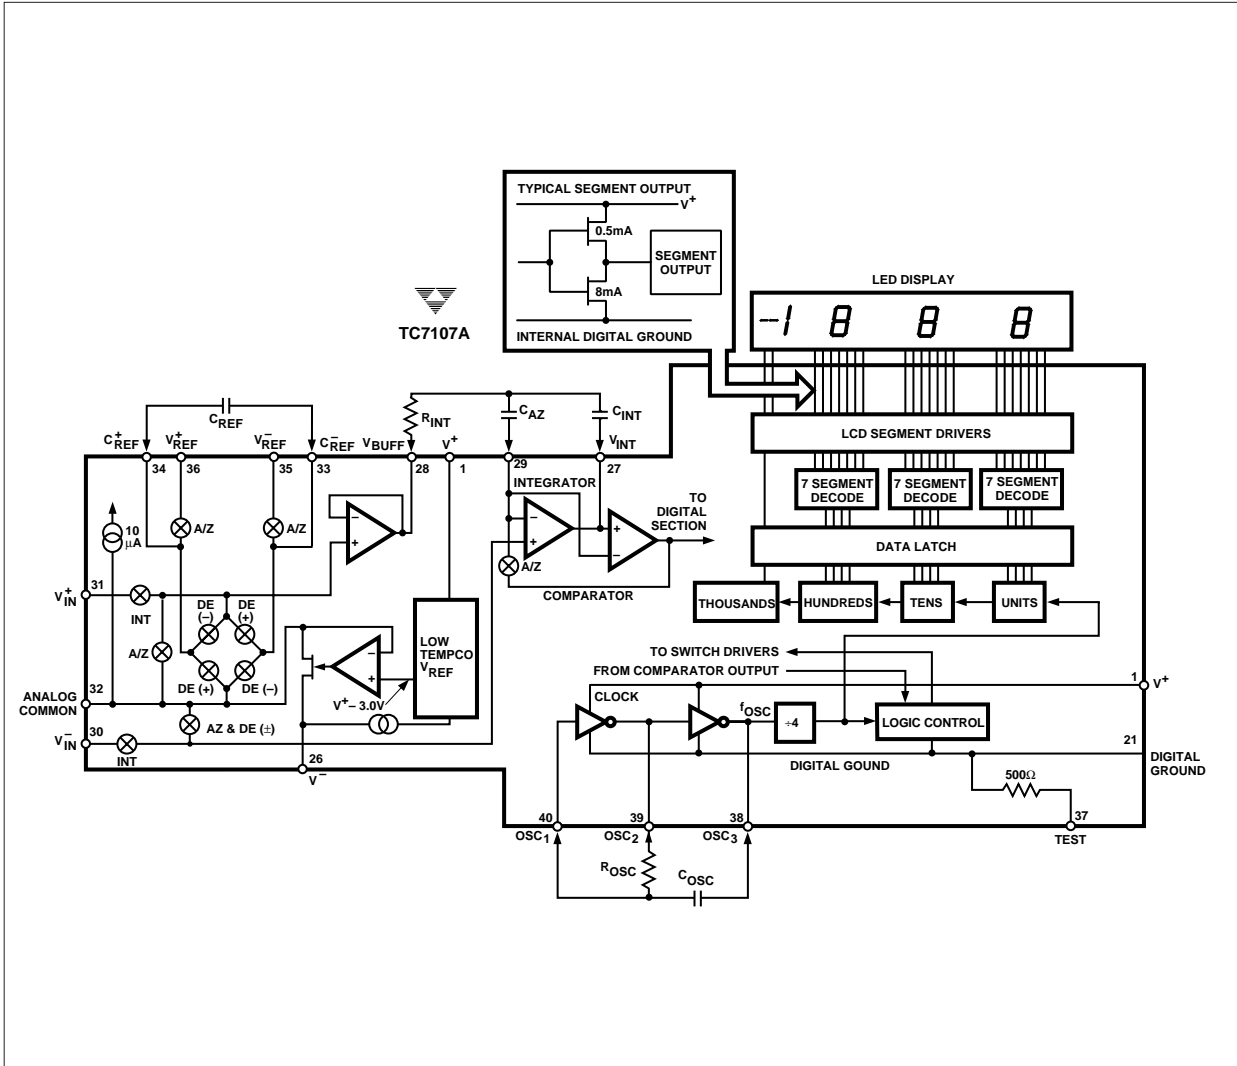 TYPICAL SEGMENT OUTPUT
V+
0.5mA
SEGMENT
OUTPUT
8mA
INTERNAL DIGITAL GROUND
TC7107A
LED DISPLAY
-1 8 8 8
LCD SEGMENT DRIVERS
7 SEGMENT
DECODE
7 SEGMENT
DECODE
7 SEGMENT
DECODE
DATA LATCH
THOUSANDS
HUNDREDS
TENS
UNITS
TO SWITCH DRIVERS
FROM COMPARATOR OUTPUT
CREF
RINT
CAZ
CINT
C+REF
V+REF
V−REF
C−REF
VBUFF
V+
VINT
34
36
35
33
28
1
29
27
INTEGRATOR
TO
DIGITAL
SECTION
10
µA
A/Z
A/Z
−
+
−
+
+
−
A/Z
COMPARATOR
31
V+IN
INT
DE
(−)
DE
(+)
A/Z
DE (+)
DE (−)
LOW
TEMPCO
VREF
−
+
V+ − 3.0V
32
ANALOG
COMMON
AZ & DE (±)
30
V−IN
INT
26
V−
CLOCK
fOSC
÷4
LOGIC CONTROL
1
V+
21
DIGITAL
GROUND
DIGITAL GOUND
500Ω
40
39
38
37
OSC1
OSC2
OSC3
TEST
ROSC
COSC